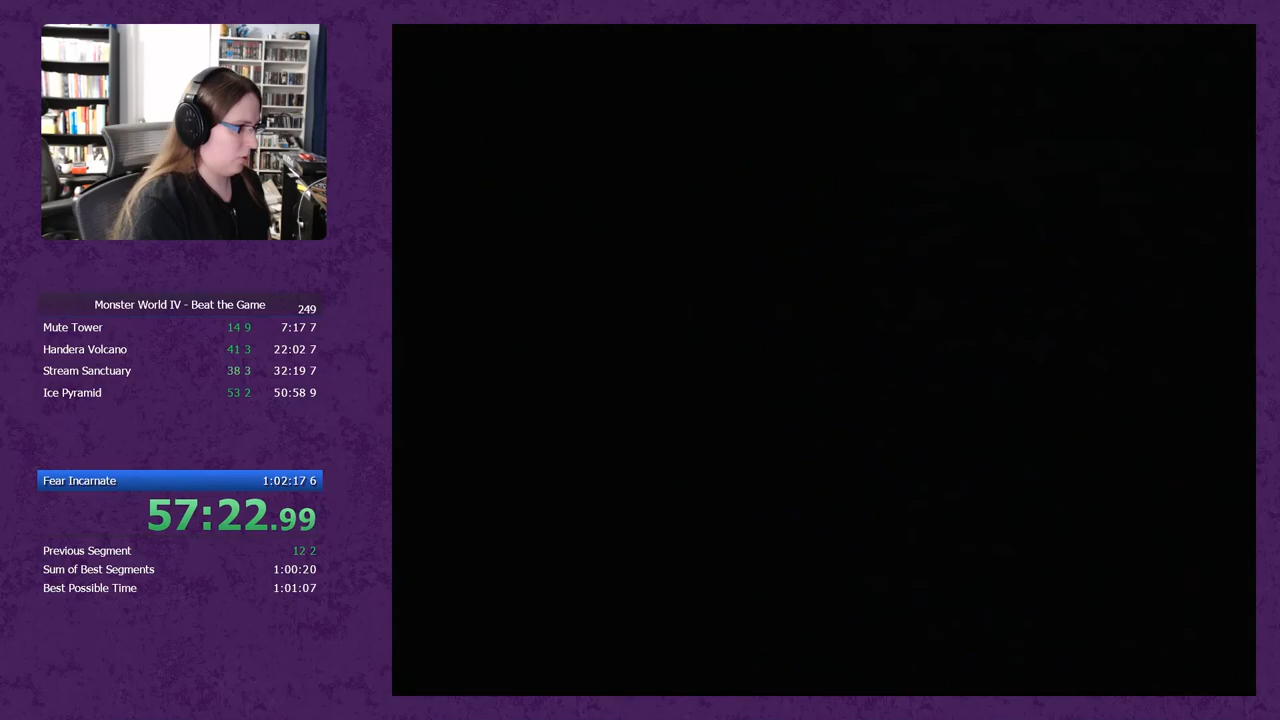 Monster World IV - Beat the Game
249
Mute Tower 14 9 7:17 7
Handera Volcano 41 3 22:02 7
Stream Sanctuary 38 3 32:19 7
Ice Pyramid 53 2 50:58 9
Fear Incarnate 1:02:17 6
57:22.99
Previous Segment 12 2
Sum of Best Segments 1:00:20
Best Possible Time 1:01:07